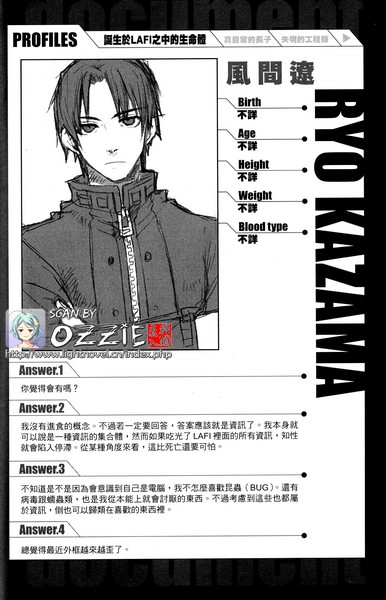 document
PROFILES
誕生於LAFI之中的生命體
真目家的長子
失明的工程師
風間遼
RYO KAZAMA
Birth
不詳
Age
不詳
Height
不詳
Weight
不詳
Blood type
不詳
SCAN BY
OZZIE
http://www.lightnovel.cn/index.php
Answer.1
你覺得會有嗎？
Answer.2
我沒有進食的概念。不過若一定要回答，答案應該就是資訊了。我本身就
可以說是一種資訊的集合體，然而如果吃光了 LAFI 裡面的所有資訊，知性
就會陷入停滯。從某種角度來看，這比死亡還要可怕。
Answer.3
不知道是不是因為會意識到自己是電腦，我不怎麼喜歡昆蟲（BUG）。還有
病毒跟蠕蟲類，也是我從本能上就會討厭的東西。不過考慮到這些也都屬
於資訊，倒也可以歸類在喜歡的東西裡。
Answer.4
總覺得最近外框越來越歪了。
document